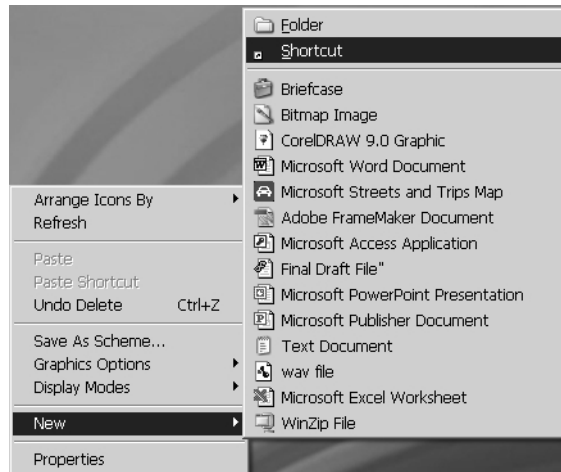 Folder
Shortcut
Briefcase
Bitmap Image
CorelDRAW 9.0 Graphic
Microsoft Word Document
Microsoft Streets and Trips Map
Adobe FrameMaker Document
Microsoft Access Application
Final Draft File"
Microsoft PowerPoint Presentation
Microsoft Publisher Document
Text Document
wav file
Microsoft Excel Worksheet
WinZip File
Arrange Icons By
Refresh
Paste
Paste Shortcut
Undo Delete Ctrl+Z
Save As Scheme...
Graphics Options
Display Modes
New
Properties